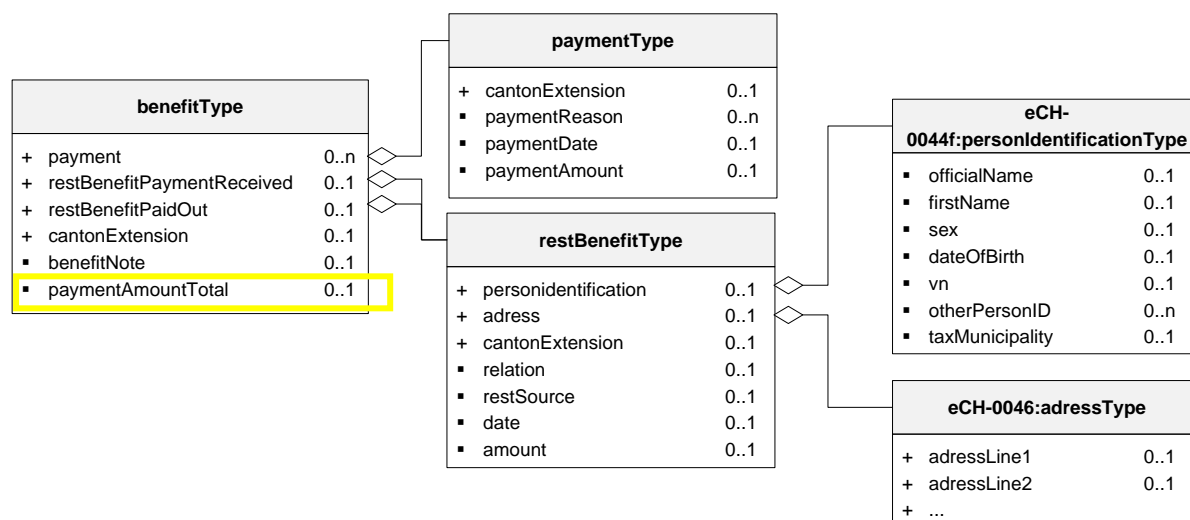 paymentType
+ cantonExtension 0..1
▪ paymentReason 0..n
▪ paymentDate 0..1
▪ paymentAmount 0..1
benefitType
+ payment 0..n
+ restBenefitPaymentReceived 0..1
+ restBenefitPaidOut 0..1
+ cantonExtension 0..1
▪ benefitNote 0..1
▪ paymentAmountTotal 0..1
restBenefitType
+ personidentification 0..1
+ adress 0..1
+ cantonExtension 0..1
▪ relation 0..1
▪ restSource 0..1
▪ date 0..1
▪ amount 0..1
eCH-
0044f:personIdentificationType
▪ officialName 0..1
▪ firstName 0..1
▪ sex 0..1
▪ dateOfBirth 0..1
▪ vn 0..1
▪ otherPersonID 0..n
▪ taxMunicipality 0..1
eCH-0046:adressType
+ adressLine1 0..1
+ adressLine2 0..1
+ ...